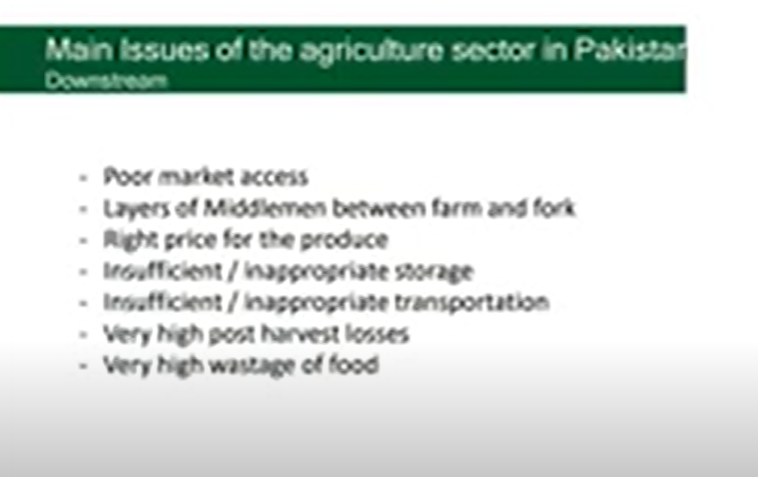 Main Issues of the agriculture sector in Pakistan
Downstream
- Poor market access
- Layers of Middlemen between farm and fork
- Right price for the produce
- Insufficient / inappropriate storage
- Insufficient / inappropriate transportation
- Very high post harvest losses
- Very high wastage of food